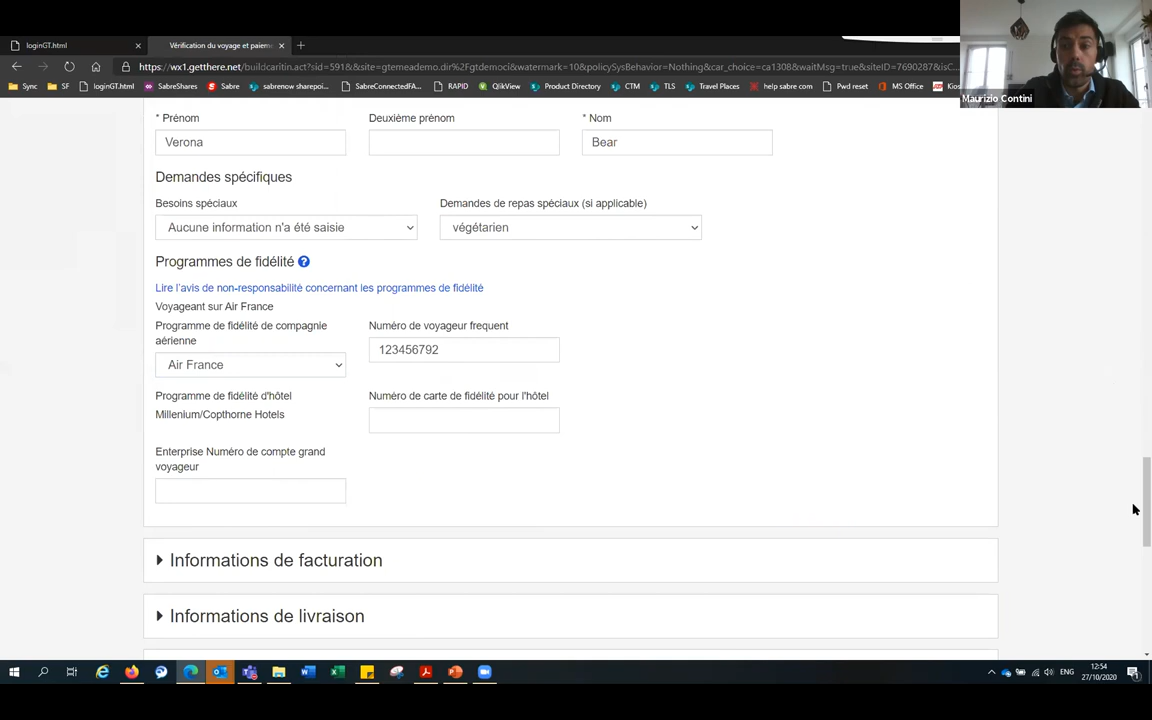 loginGT.html
Vérification du voyage et paiem
https://wx1.getthere.net/buildcaritin.act?sid=591&&site=gtemeademo.dir%2Fgtdemoci&watermark=10&policySysBehavior=Nothing&car_choice=ca1308&waitMsg=true&siteID=7690287&isC...
Sync
SF
loginGT.html
SabreShares
Sabre
sabrenow sharepoi...
SabreConnectedFA...
RAPID
QlikView
Product Directory
CTM
TLS
Travel Places
help sabre com
Pwd reset
MS Office
Kios
Maurizio Contini
* Prénom
Deuxième prénom
* Nom
Verona
Bear
Demandes spécifiques
Besoins spéciaux
Demandes de repas spéciaux (si applicable)
Aucune information n'a été saisie
végétarien
Programmes de fidélité
Lire l'avis de non-responsabilité concernant les programmes de fidélité
Voyageant sur Air France
Programme de fidélité de compagnie
aérienne
Numéro de voyageur frequent
Air France
123456792
Programme de fidélité d'hôtel
Numéro de carte de fidélité pour l'hôtel
Millenium/Copthorne Hotels
Enterprise Numéro de compte grand
voyageur
Informations de facturation
Informations de livraison
ENG
12:54
27/10/2020